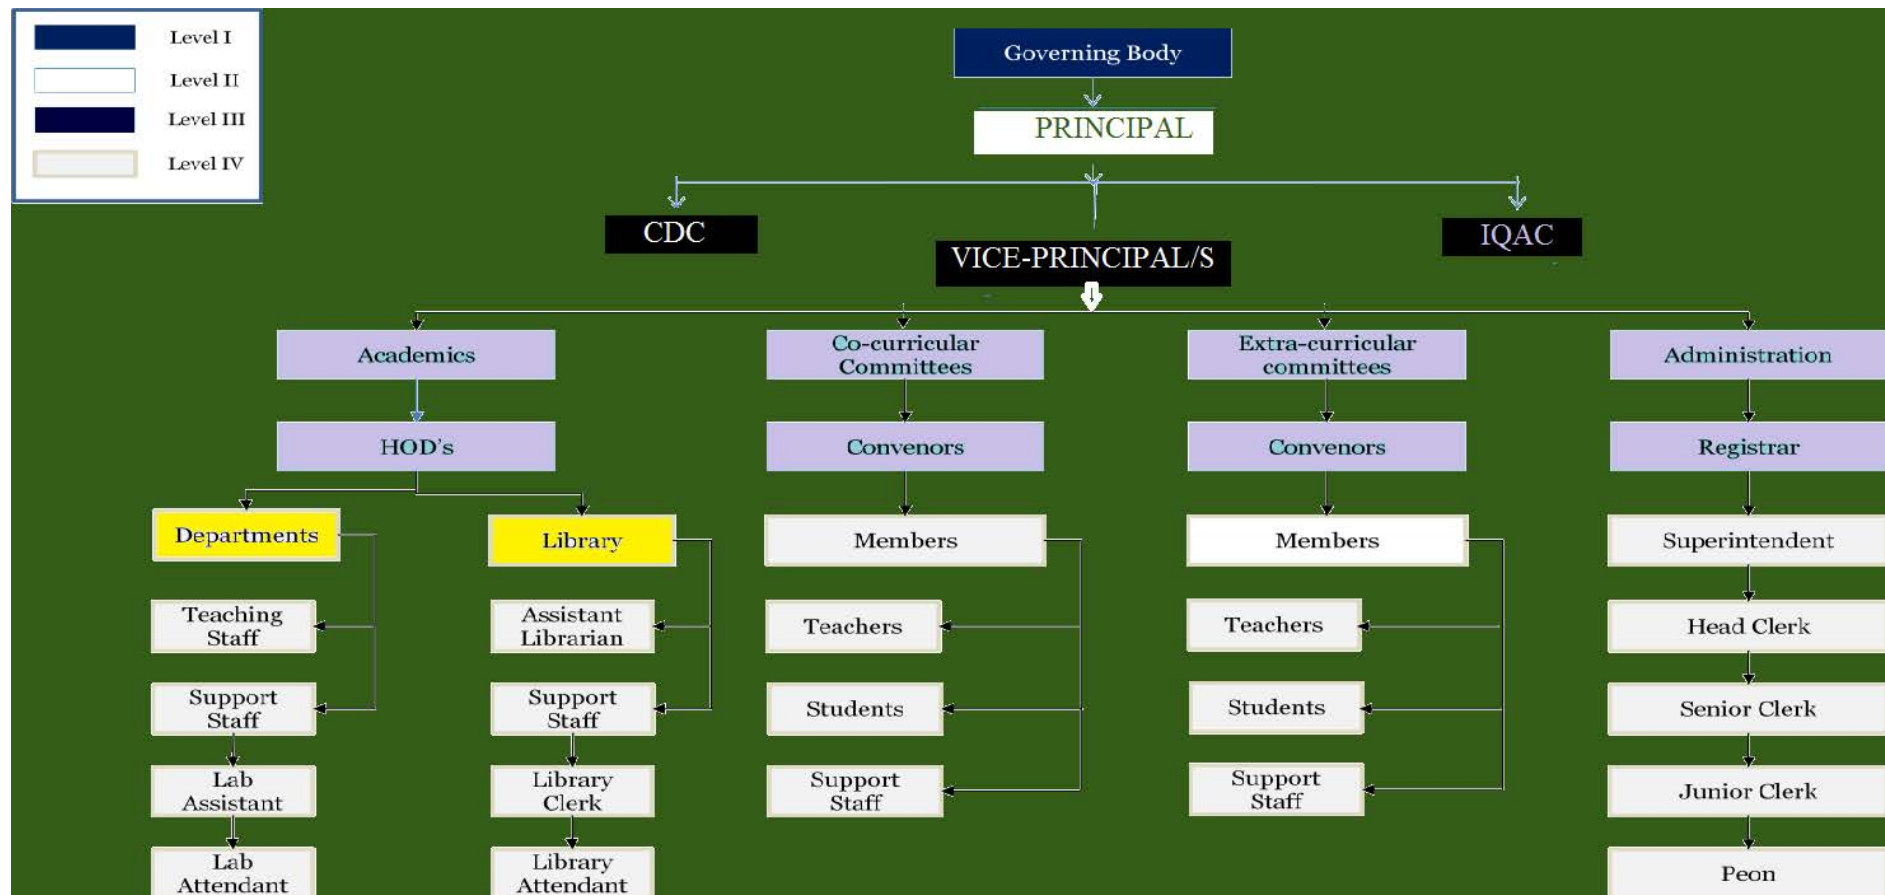 Level I
Level II
Level III
Level IV
Governing Body
PRINCIPAL
CDC
IQAC
VICE-PRINCIPAL/S
Academics
Co-curricular
Committees
Extra-curricular
committees
Administration
HOD's
Convenors
Convenors
Registrar
Departments
Library
Members
Members
Superintendent
Teaching
Staff
Assistant
Librarian
Teachers
Teachers
Head Clerk
Support
Staff
Support
Staff
Students
Students
Senior Clerk
Lab
Assistant
Library
Clerk
Support
Staff
Support
Staff
Junior Clerk
Lab
Attendant
Library
Attendant
Peon